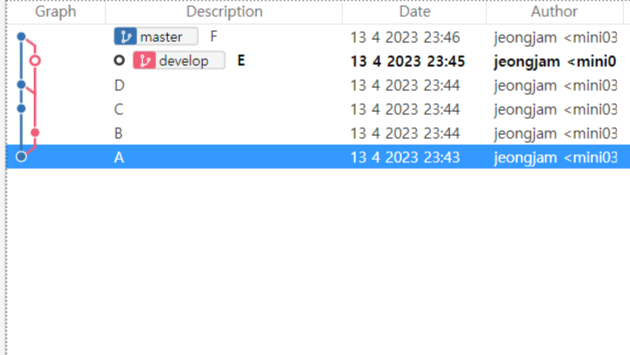 Graph Description Date Author
master F 13 4 2023 23:46 jeongjam <mini03
develop E 13 4 2023 23:45 jeongjam <mini0
D 13 4 2023 23:44 jeongjam <mini03
C 13 4 2023 23:44 jeongjam <mini03
B 13 4 2023 23:44 jeongjam <mini03
A 13 4 2023 23:43 jeongjam <mini03